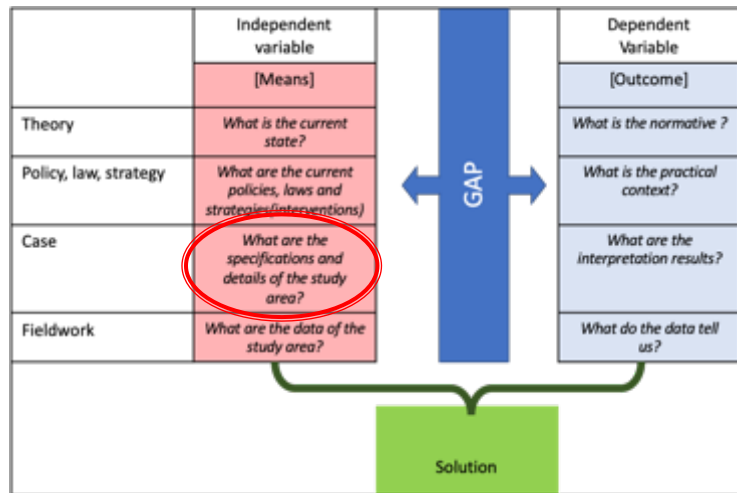 Independent
variable
Dependent
Variable
[Means]
[Outcome]
Theory
What is the current
state?
What is the normative ?
Policy, law, strategy
What are the current
policies, laws and
strategies(interventions)
What is the practical
context?
GAP
Case
What are the
specifications and
details of the study
area?
What are the
interpretation results?
Fieldwork
What are the data of the
study area?
What do the data tell
us?
Solution